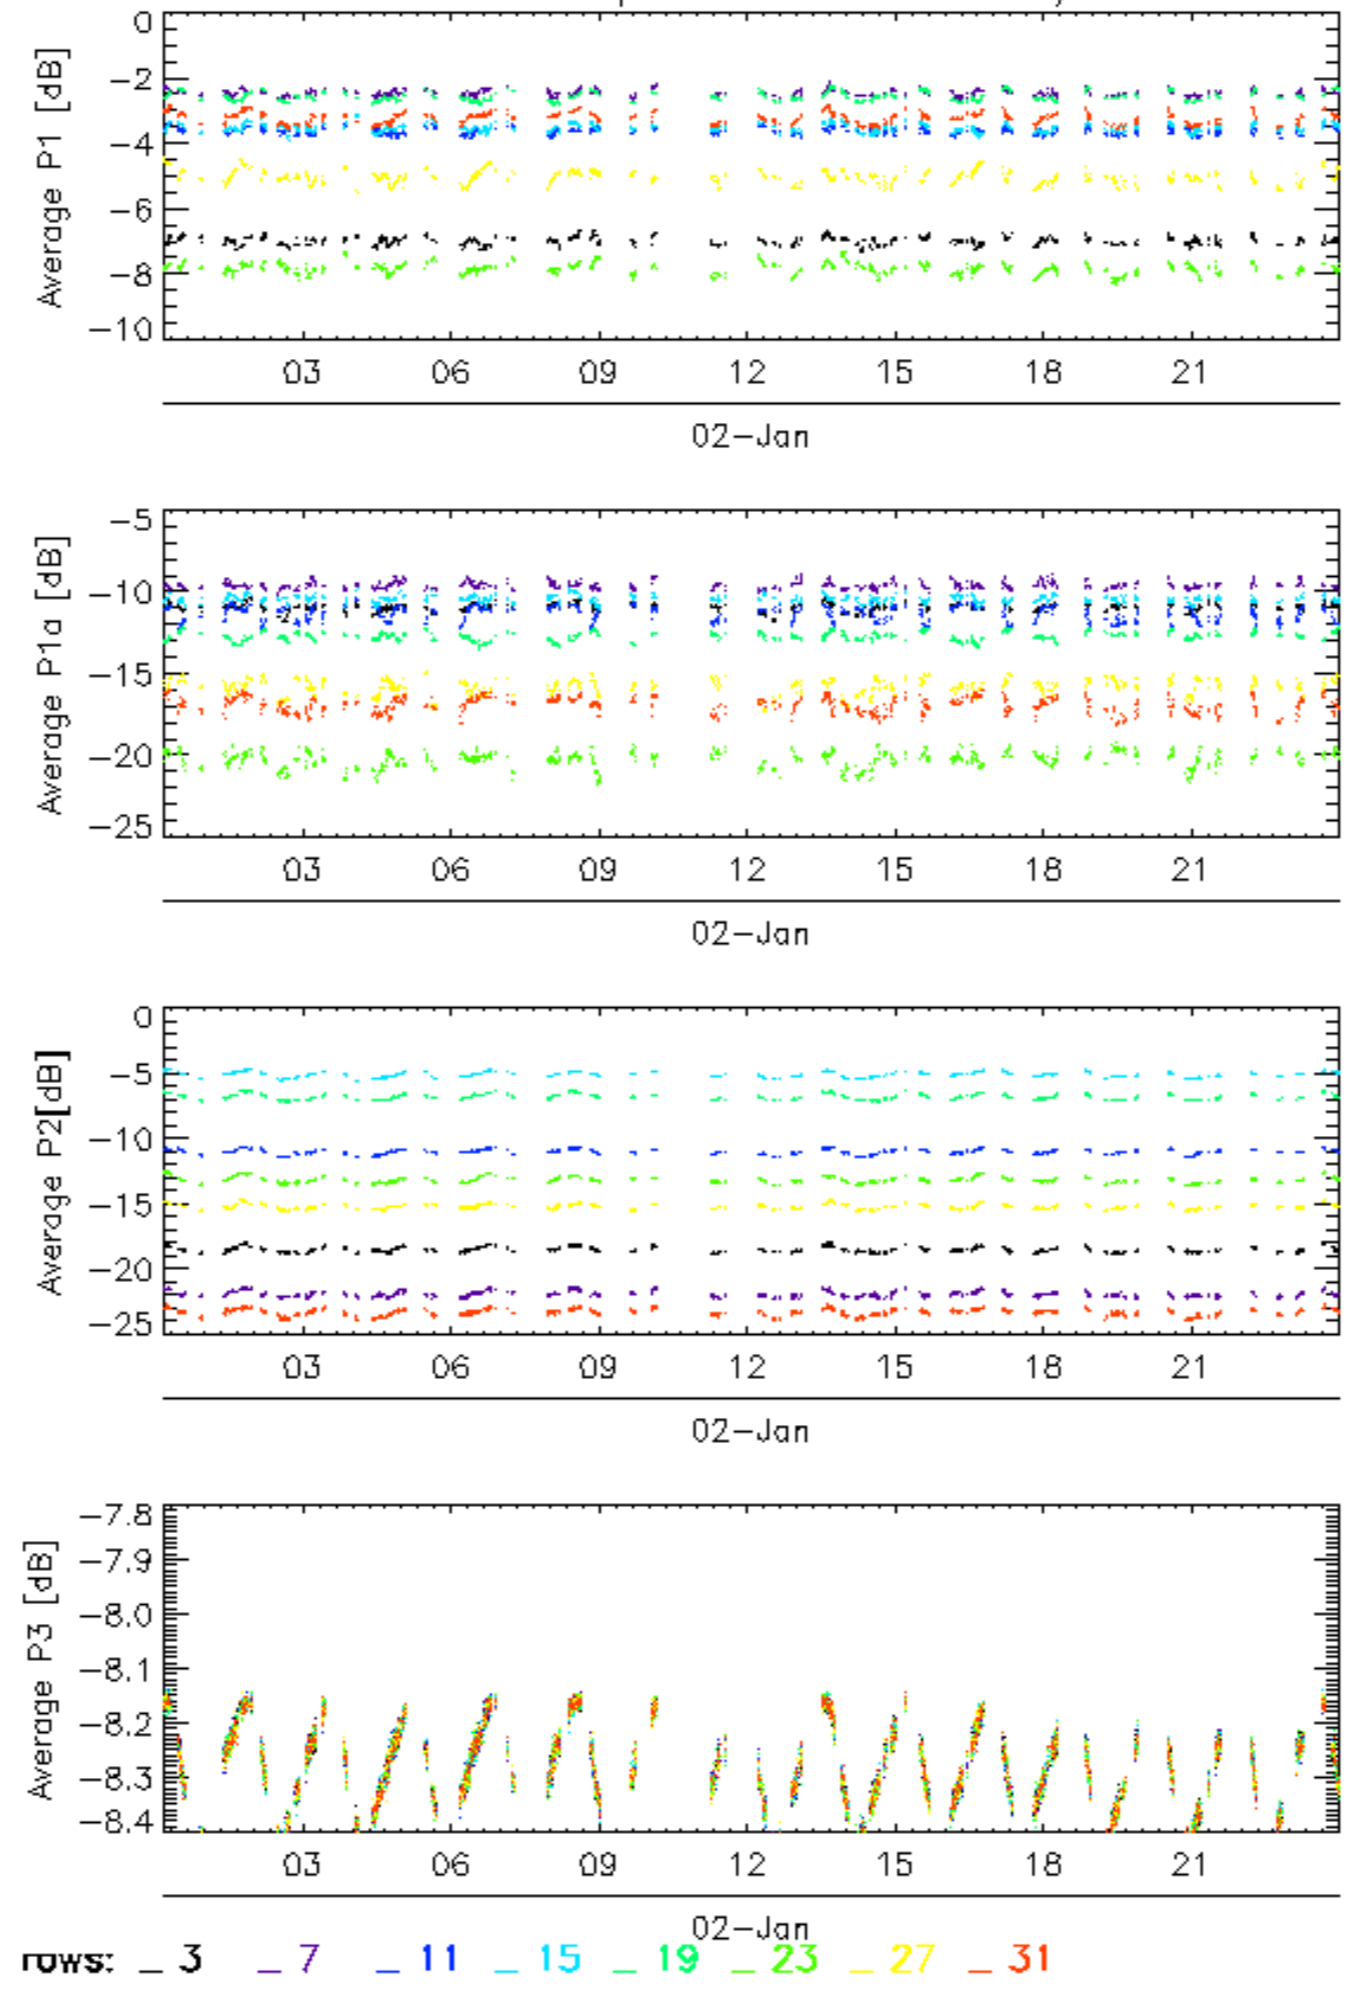 0
-2
-4
-6
-8
-10
Average P1 [dB]
03 06 09 12 15 18 21
02-Jan
-5
-10
-15
-20
-25
Average P1a [dB]
03 06 09 12 15 18 21
02-Jan
0
-5
-10
-15
-20
-25
Average P2[dB]
03 06 09 12 15 18 21
02-Jan
-7.8
-7.9
-8.0
-8.1
-8.2
-8.3
-8.4
Average P3 [dB]
03 06 09 12 15 18 21
02-Jan
rows: _ 3 _ 7 _ 11 _ 15 _ 19 _ 23 _ 27 _ 31